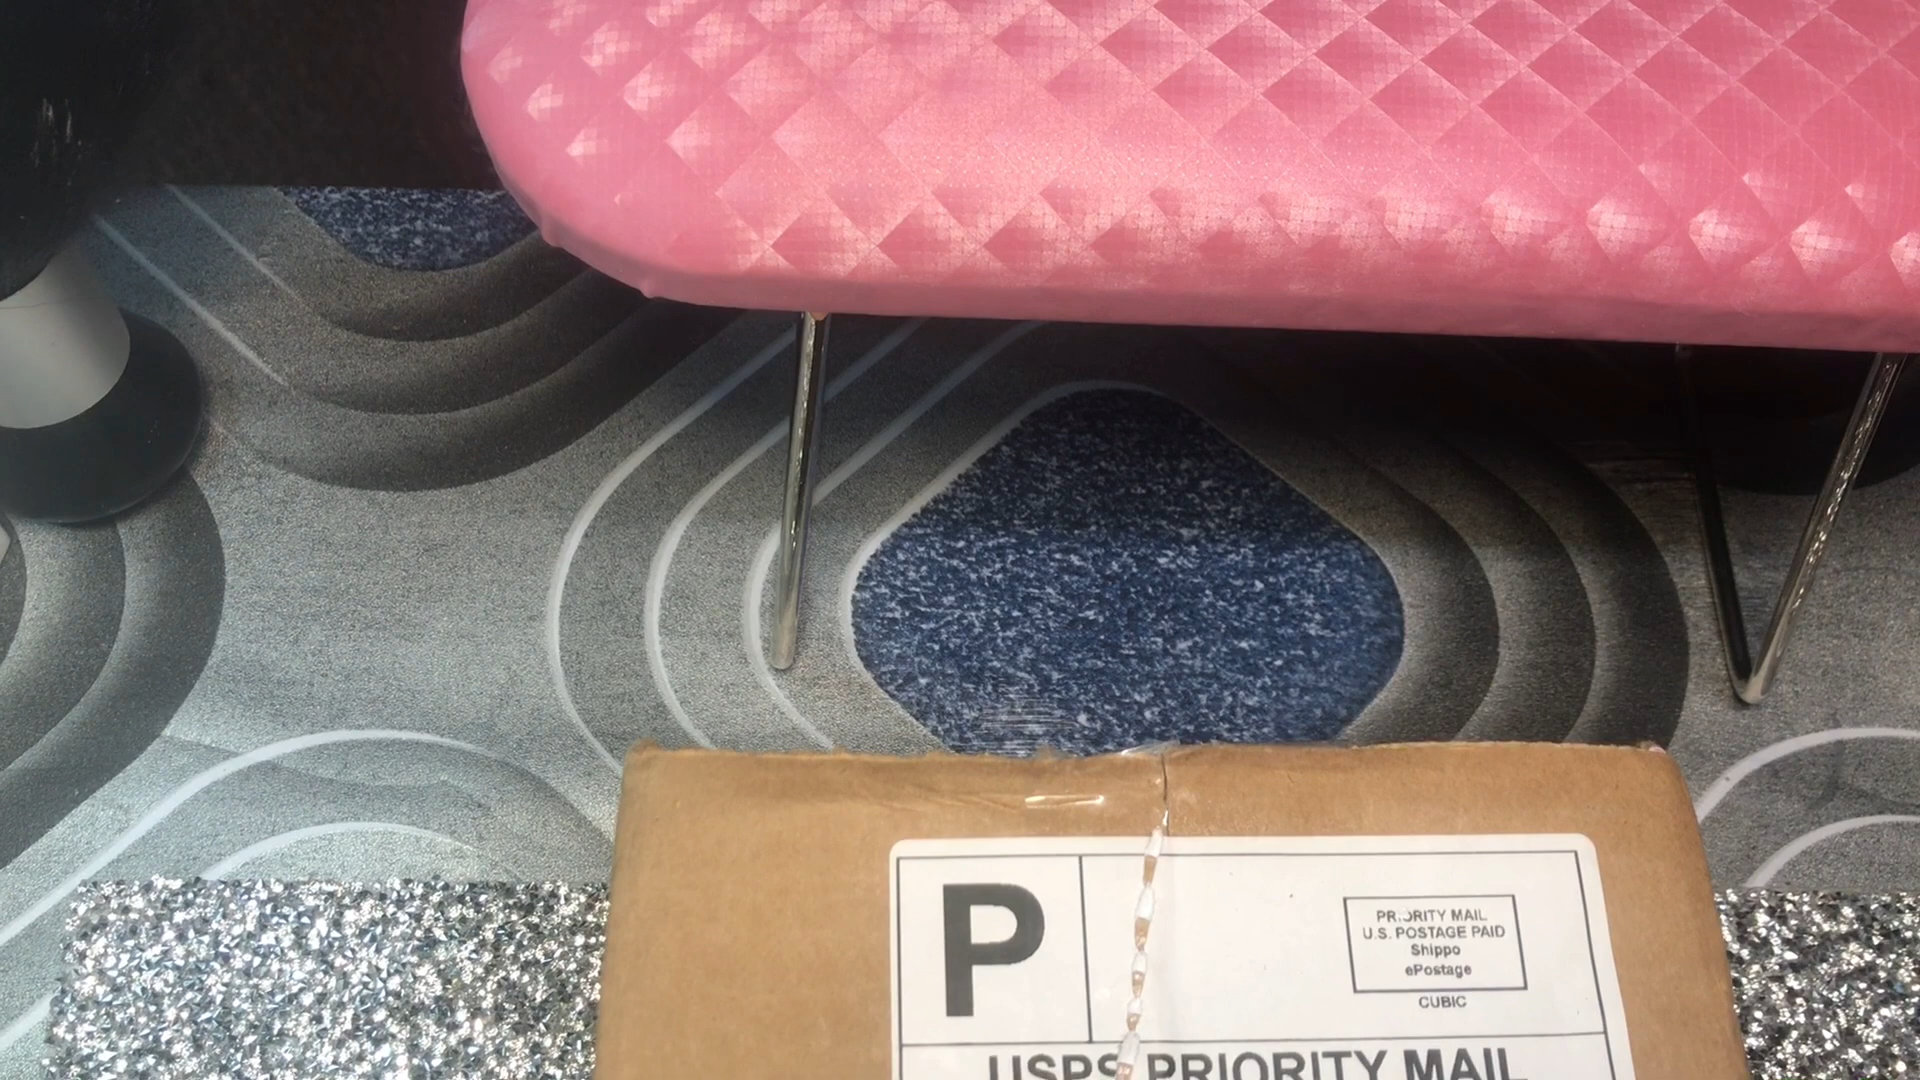 P
PRIORITY MAIL
U.S. POSTAGE PAID
Shippo
ePostage
CUBIC
USPS PRIORITY MAIL